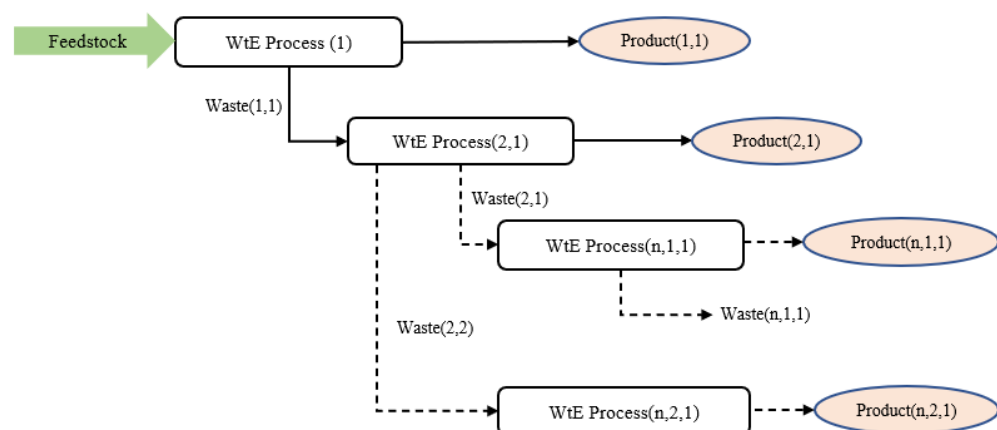 Feedstock
WtE Process (1)
Product(1,1)
Waste(1,1)
WtE Process(2,1)
Product(2,1)
Waste(2,1)
WtE Process(n,1,1)
Product(n,1,1)
Waste(n,1,1)
Waste(2,2)
WtE Process(n,2,1)
Product(n,2,1)